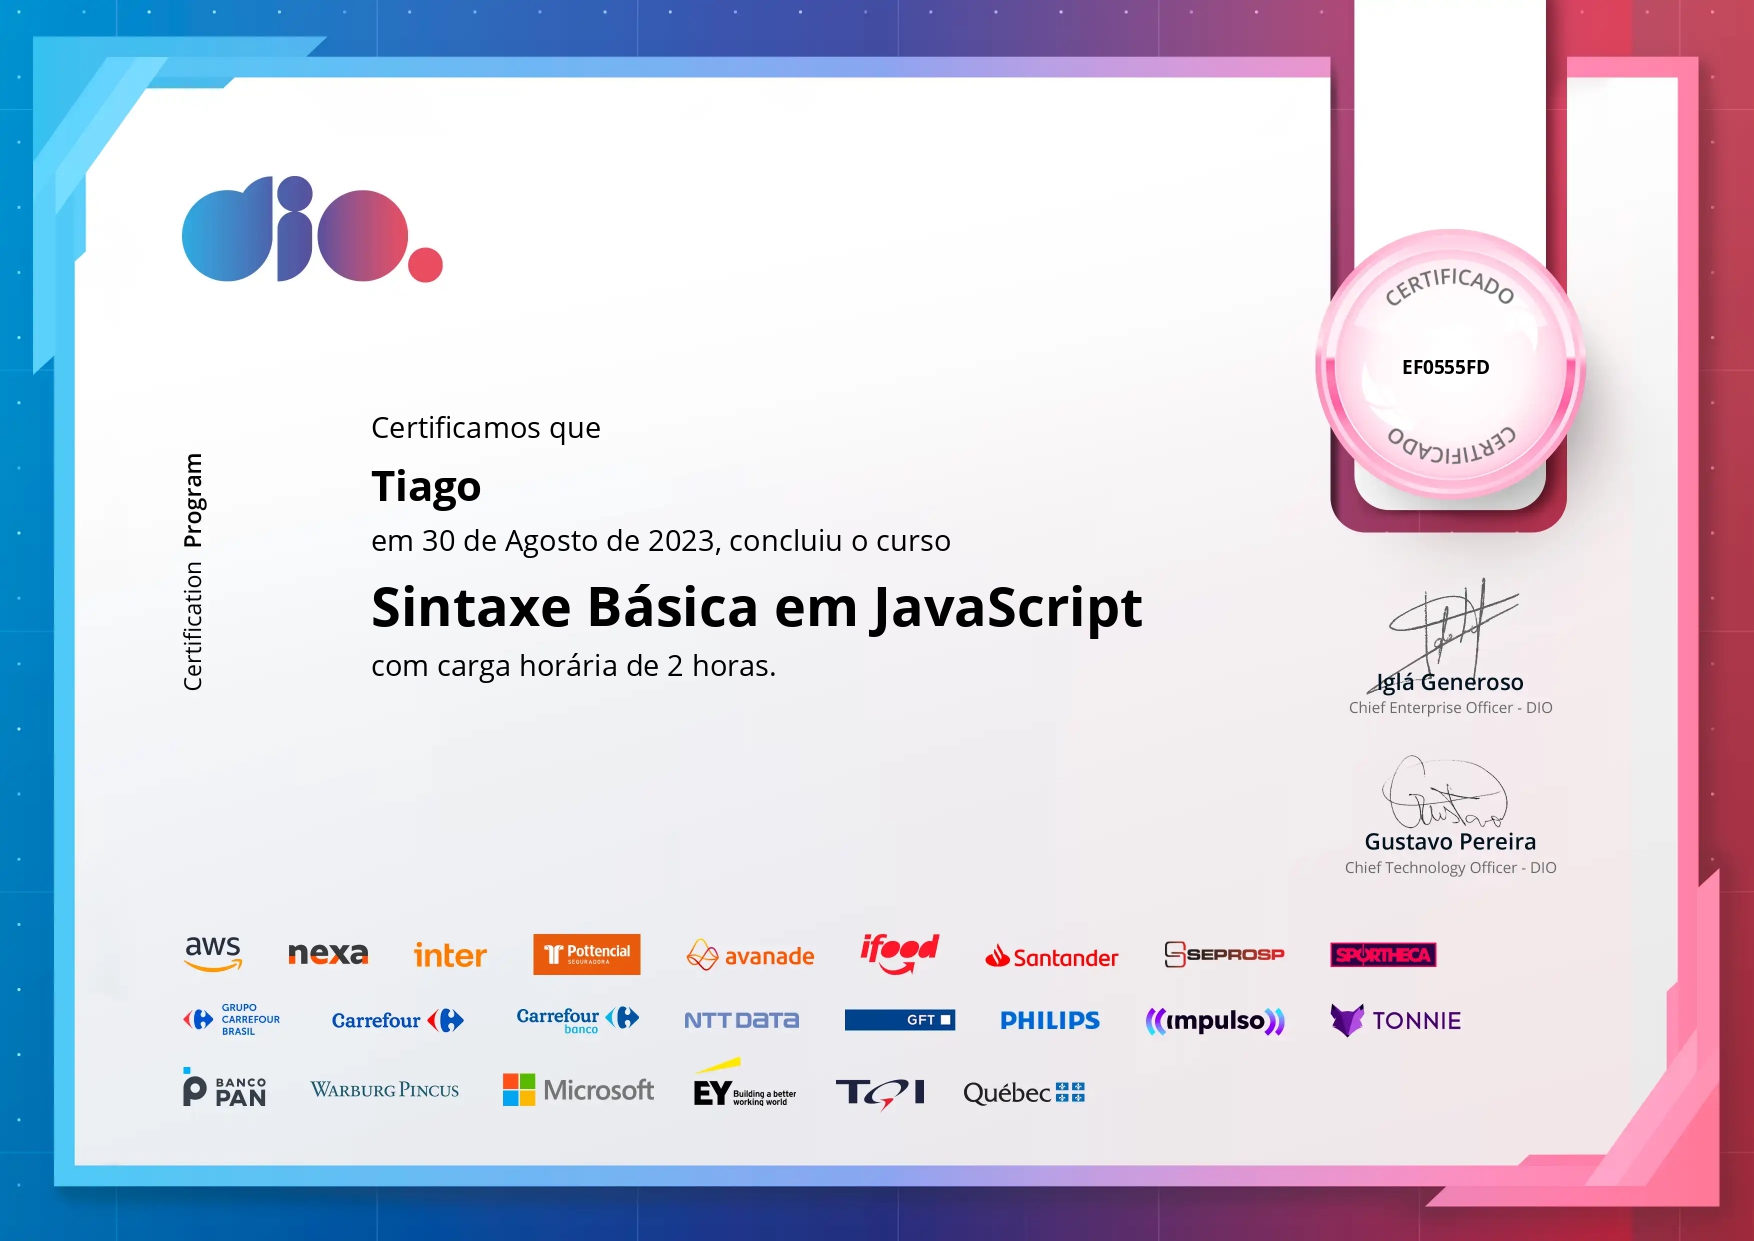 dio.
CERTIFICADO
EF0555FD
CERTIFICADO
Certification Program
Certificamos que
Tiago
em 30 de Agosto de 2023, concluiu o curso
Sintaxe Básica em JavaScript
com carga horária de 2 horas.
Iglá Generoso
Chief Enterprise Officer - DIO
Gustavo Pereira
Chief Technology Officer - DIO
aws nexa inter Pottencial SEGURADORA avanade ifood Santander SEPROSP SPORTHECA
GRUPO CARREFOUR BRASIL Carrefour Carrefour banco NTT DATA GFT PHILIPS impulso TONNIE
BANCO PAN WARBURG PINCUS Microsoft EY Building a better working world TQI Québec